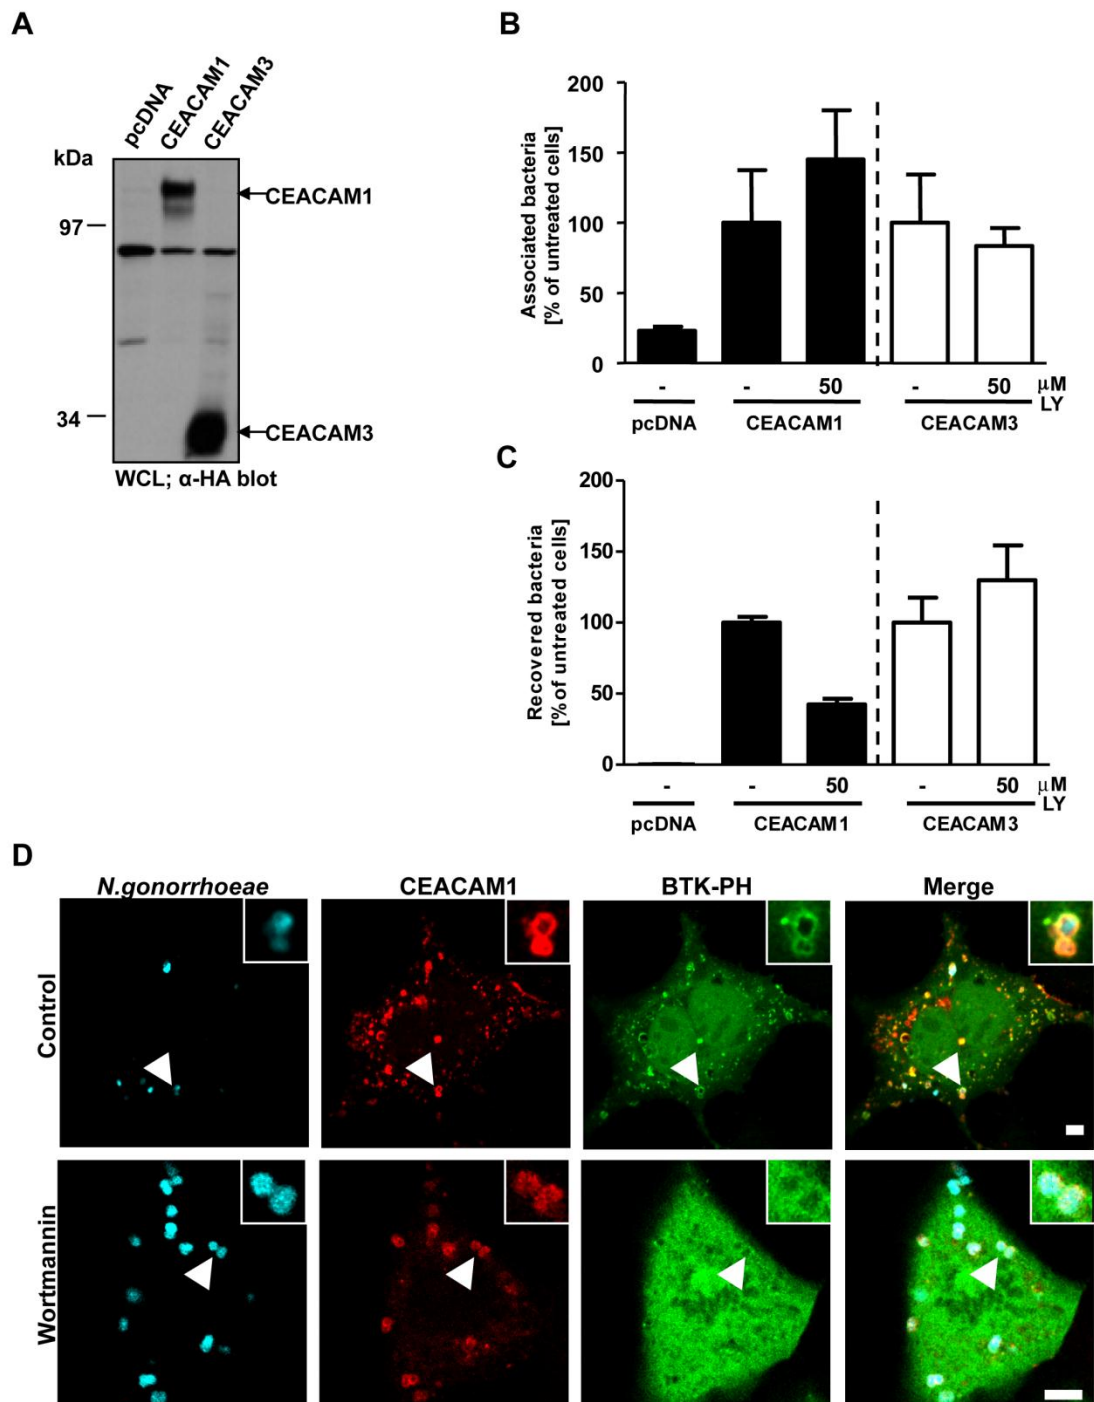 A
pcDNA
CEACAM1
CEACAM3
kDa
97
34
CEACAM1
CEACAM3
WCL; α-HA blot
B
Associated bacteria
[% of untreated cells]
200
150
100
50
0
- - 50 - 50 μM
LY
pcDNA CEACAM1 CEACAM3
C
Recovered bacteria
[% of untreated cells]
200
150
100
50
0
- - 50 - 50 μM
LY
pcDNA CEACAM1 CEACAM3
D
N.gonorrhoeae CEACAM1 BTK-PH Merge
Control
Wortmannin